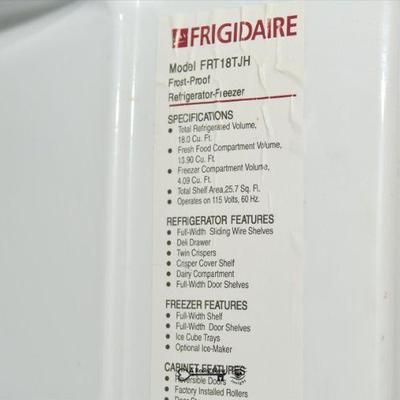 FRIGIDAIRE
Model FRT18TJH
Frost-Proof
Refrigerator-Freezer
SPECIFICATIONS
• Total Refrigerated Volume,
18.0 Cu. Ft.
• Fresh Food Compartment Volume,
13.90 Cu. Ft.
• Freezer Compartment Volume,
4.09 Cu. Ft.
• Total Shelf Area, 25.7 Sq. Ft.
• Operates on 115 Volts, 60 Hz.
REFRIGERATOR FEATURES
• Full-Width Sliding Wire Shelves
• Deli Drawer
• Twin Crispers
• Crisper Cover Shelf
• Dairy Compartment
• Full-Width Door Shelves
FREEZER FEATURES
• Full-Width Shelf
• Full-Width Door Shelves
• Ice Cube Trays
• Optional Ice-Maker
CABINET FEATURES
• Reversible Doors
• Factory Installed Rollers